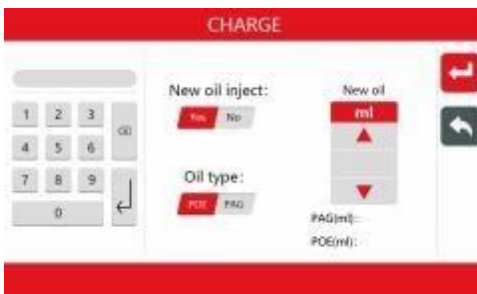 CHARGE
New oil inject:
Yes No
New oil
ml
1 2 3
4 5 6
7 8 9
0
Oil type:
POE PAG
PAG(ml):
POE(ml):